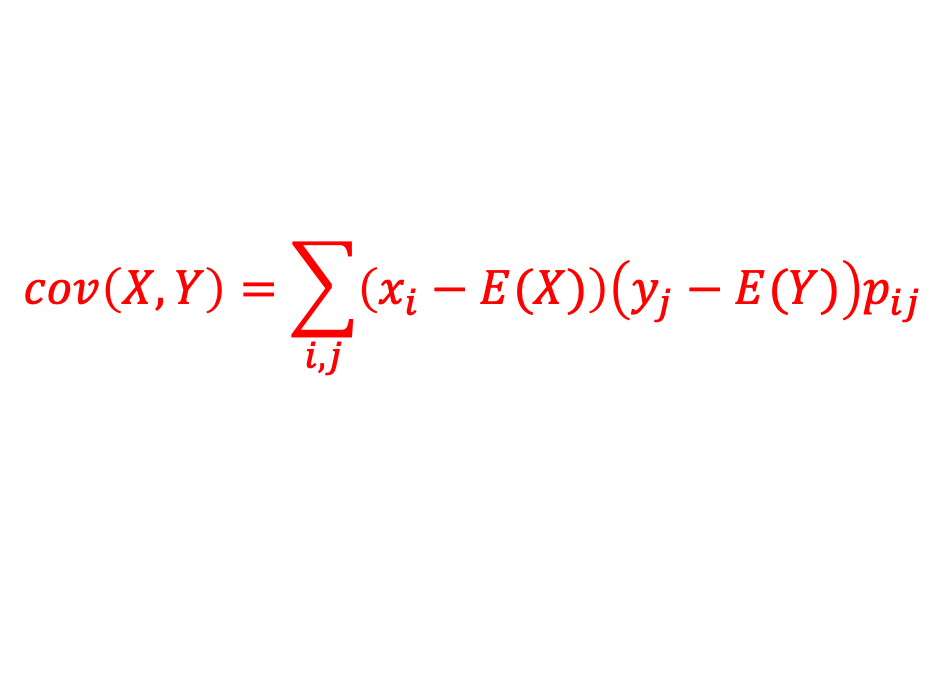 cov(X, Y) = ∑_{i,j} (x_i − E(X))(y_j − E(Y))p_{ij}